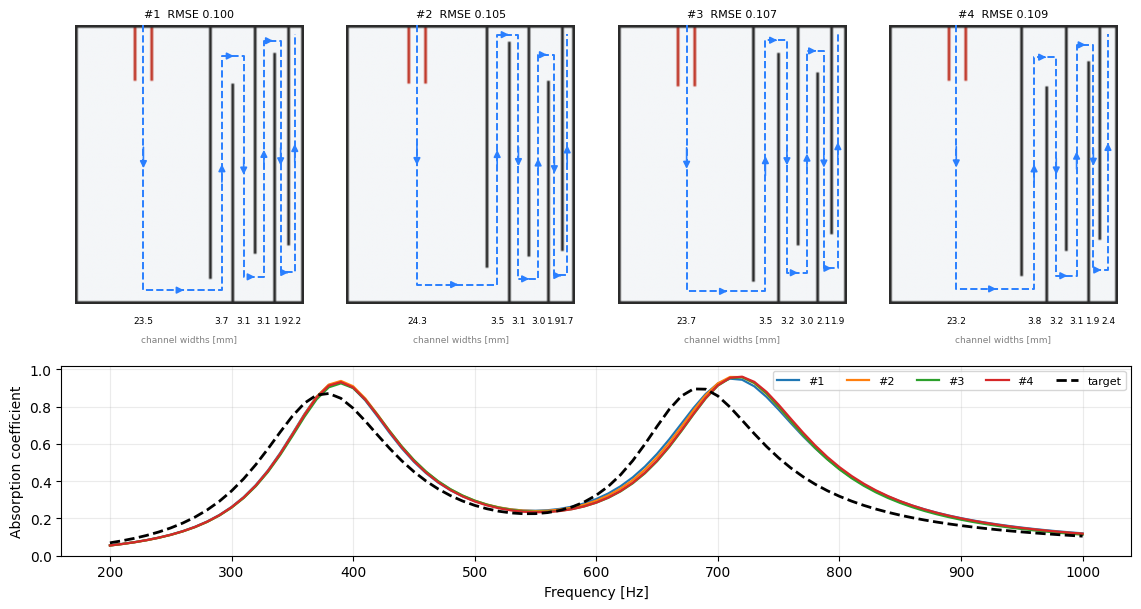 #1 RMSE 0.100
#2 RMSE 0.105
#3 RMSE 0.107
#4 RMSE 0.109
23.5 3.7 3.1 3.1 1.9 2.2
24.3 3.5 3.1 3.0 1.9 1.7
23.7 3.5 3.2 3.0 2.1 1.9
23.2 3.8 3.2 3.1 1.9 2.4
channel widths [mm]
channel widths [mm]
channel widths [mm]
channel widths [mm]
#1 #2 #3 #4 target
Absorption coefficient
1.0
0.8
0.6
0.4
0.2
0.0
200 300 400 500 600 700 800 900 1000
Frequency [Hz]